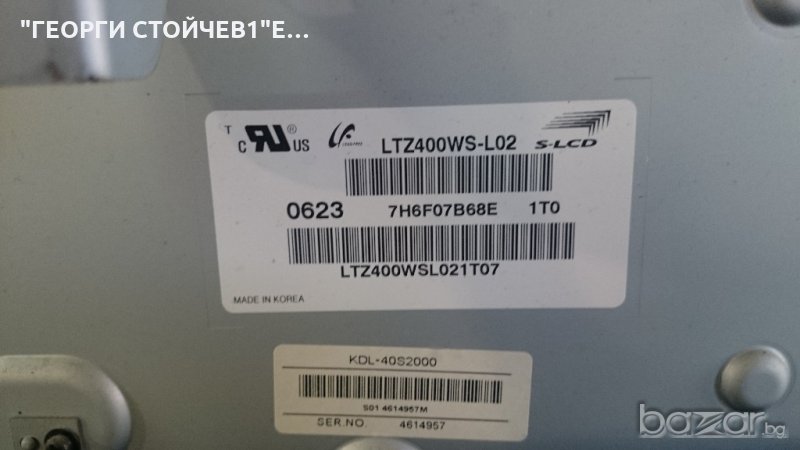 "ГЕОРГИ СТОЙЧЕВ1"Е...
T
c RU ® US LTZ400WS-L02 S-LCD
0623 7H6F07B68E 1T0
LTZ400WSL021T07
MADE IN KOREA
KDL-40S2000
S01 4614957M
SER.NO. 4614957
bazar.bg